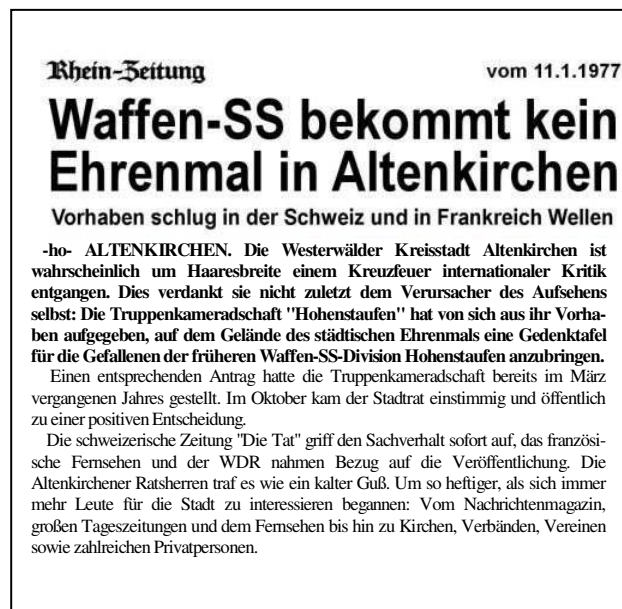 Rhein-Zeitung vom 11.1.1977
Waffen-SS bekommt kein
Ehrenmal in Altenkirchen
Vorhaben schlug in der Schweiz und in Frankreich Wellen
-ho- ALTENKIRCHEN. Die Westerwälder Kreisstadt Altenkirchen ist
wahrscheinlich um Haaresbreite einem Kreuzfeuer internationaler Kritik
entgangen. Dies verdankt sie nicht zuletzt dem Verursacher des Aufsehens
selbst: Die Truppenkameradschaft "Hohenstaufen" hat von sich aus ihr Vorha-
ben aufgegeben, auf dem Gelände des städtischen Ehrenmals eine Gedenktafel
für die Gefallenen der früheren Waffen-SS-Division Hohenstaufen anzubringen.
Einen entsprechenden Antrag hatte die Truppenkameradschaft bereits im März
vergangenen Jahres gestellt. Im Oktober kam der Stadtrat einstimmig und öffentlich
zu einer positiven Entscheidung.
Die schweizerische Zeitung "Die Tat" griff den Sachverhalt sofort auf, das französi-
sche Fernsehen und der WDR nahmen Bezug auf die Veröffentlichung. Die
Altenkirchener Ratsherren traf es wie ein kalter Guß. Um so heftiger, als sich immer
mehr Leute für die Stadt zu interessieren begannen: Vom Nachrichtenmagazin,
großen Tageszeitungen und dem Fernsehen bis hin zu Kirchen, Verbänden, Vereinen
sowie zahlreichen Privatpersonen.